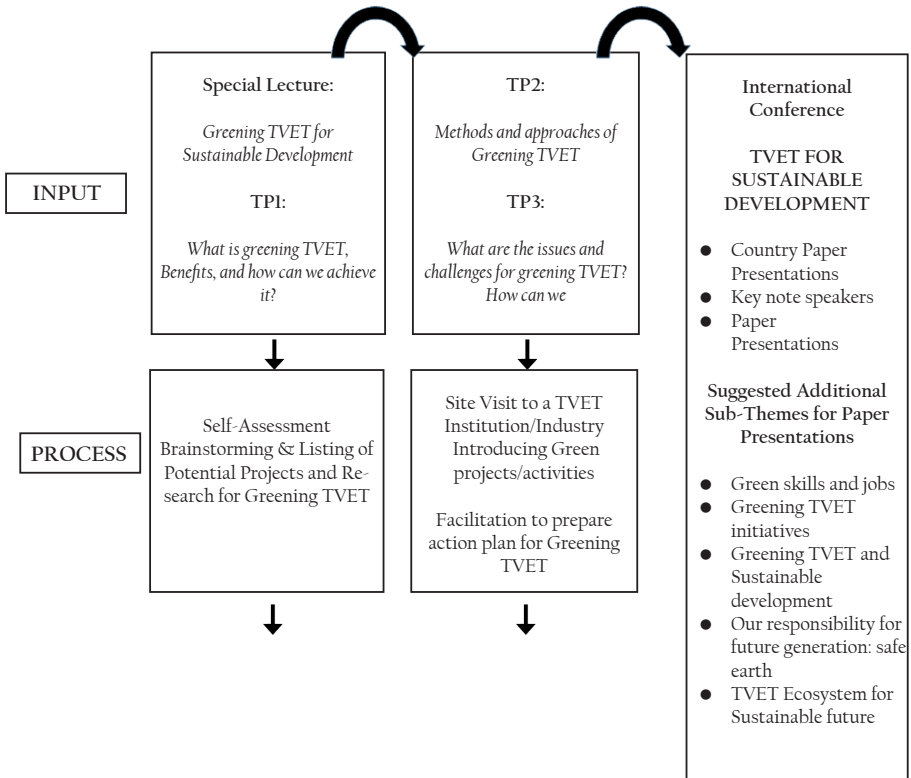 INPUT
Special Lecture:
Greening TVET for
Sustainable Development
TP1:
What is greening TVET,
Benefits, and how can we achieve
it?
TP2:
Methods and approaches of
Greening TVET
TP3:
What are the issues and
challenges for greening TVET?
How can we
PROCESS
Self-Assessment
Brainstorming & Listing of
Potential Projects and Re-
search for Greening TVET
Site Visit to a TVET
Institution/Industry
Introducing Green
projects/activities
Facilitation to prepare
action plan for Greening
TVET
International
Conference
TVET FOR
SUSTAINABLE
DEVELOPMENT
● Country Paper
Presentations
● Key note speakers
● Paper
Presentations
Suggested Additional
Sub-Themes for Paper
Presentations
● Green skills and jobs
● Greening TVET
initiatives
● Greening TVET and
Sustainable
development
● Our responsibility for
future generation: safe
earth
● TVET Ecosystem for
Sustainable future